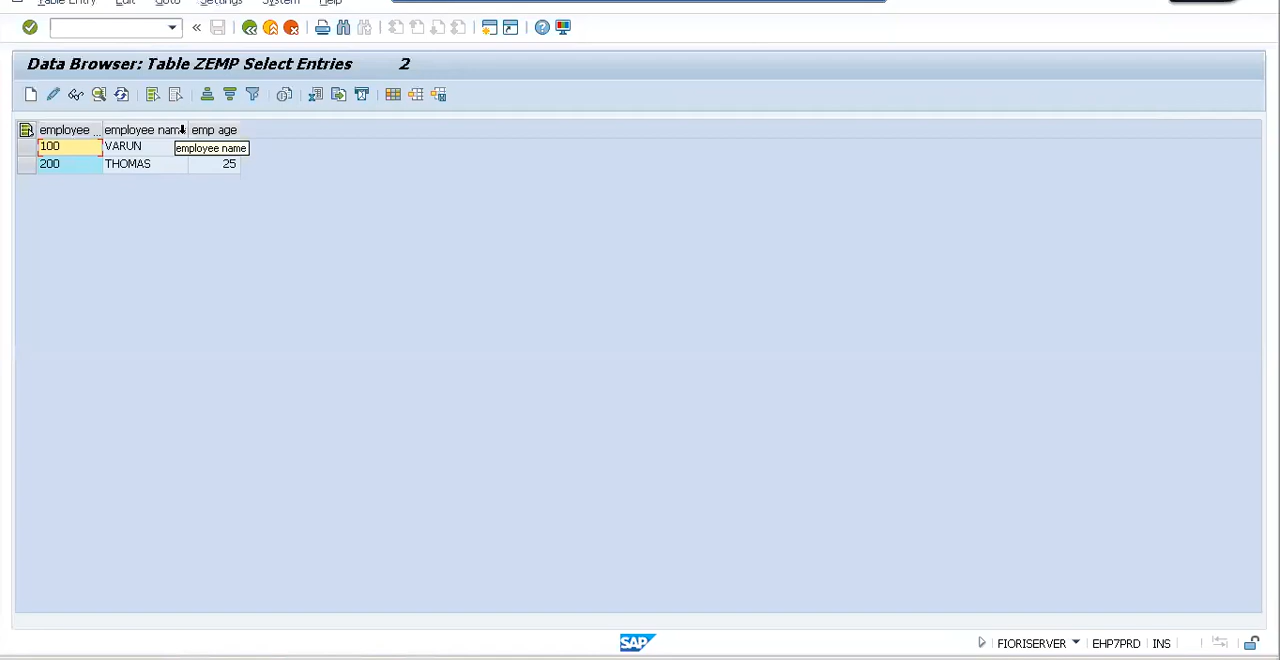 Table Entry Edit Goto Settings System Help
«
Data Browser: Table ZEMP Select Entries 2
employee ... employee name emp age
100 VARUN
employee name
200 THOMAS 25
SAP FIORISERVER EHP7PRD INS